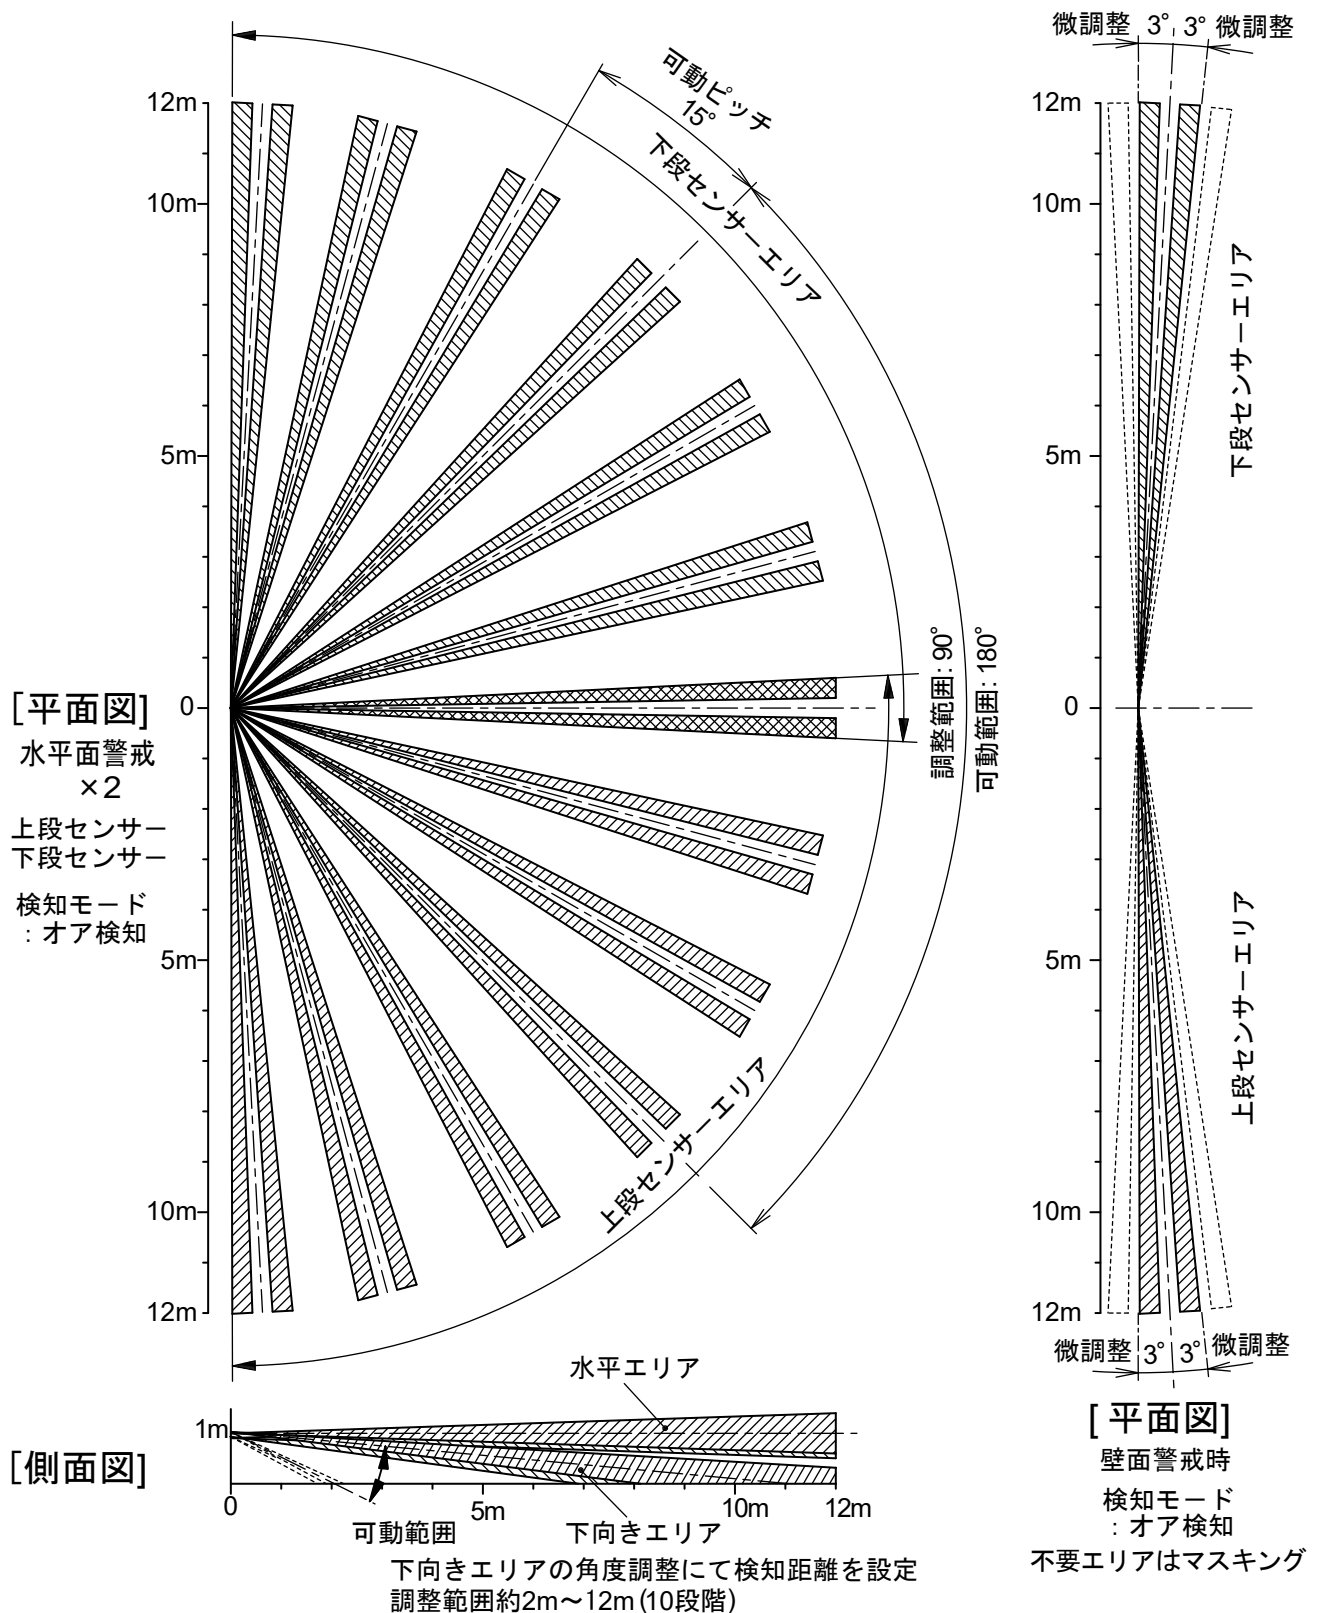 微調整 3° 3° 微調整
可動ピッチ
15°
下段センサーエリア
12m
10m
5m
0
5m
10m
12m
[平面図]
水平面警戒
×2
上段センサー
下段センサー
検知モード
：オア検知
調整範囲: 90°
可動範囲: 180°
上段センサーエリア
12m
10m
5m
0
5m
10m
12m
下段センサーエリア
上段センサーエリア
微調整 3° 3° 微調整
[平面図]
壁面警戒時
検知モード
：オア検知
不要エリアはマスキング
水平エリア
1m
[側面図]
0
5m
10m
12m
可動範囲
下向きエリア
下向きエリアの角度調整にて検知距離を設定
調整範囲約2m～12m (10段階)